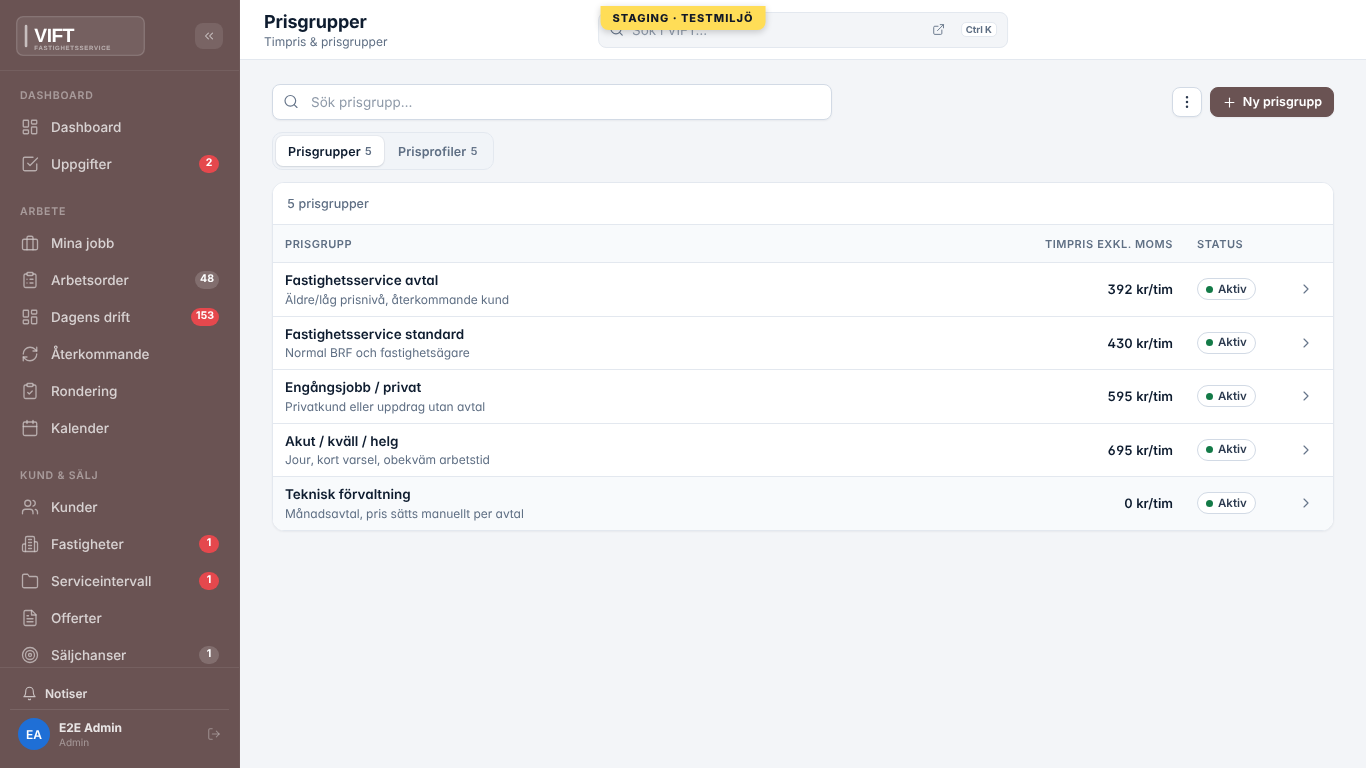 VIFT
FASTIGHETSSERVICE
DASHBOARD
Dashboard
Uppgifter 2
ARBETE
Mina jobb
Arbetsorder 48
Dagens drift 153
Återkommande
Rondering
Kalender
KUND & SÄLJ
Kunder
Fastigheter 1
Serviceintervall 1
Offerter
Säljchanser 1
Notiser
EA
E2E Admin
Admin
Prisgrupper
Timpris & prisgrupper
STAGING · TESTMILJÖ
Sök i VIFT...
Ctrl K
Sök prisgrupp...
Ny prisgrupp
Prisgrupper 5
Prisprofiler 5
5 prisgrupper
PRISGRUPP TIMPRIS EXKL. MOMS STATUS
Fastighetsservice avtal
Äldre/låg prisnivå, återkommande kund
392 kr/tim Aktiv
Fastighetsservice standard
Normal BRF och fastighetsägare
430 kr/tim Aktiv
Engångsjobb / privat
Privatkund eller uppdrag utan avtal
595 kr/tim Aktiv
Akut / kväll / helg
Jour, kort varsel, obekväm arbetstid
695 kr/tim Aktiv
Teknisk förvaltning
Månadsavtal, pris sätts manuellt per avtal
0 kr/tim Aktiv